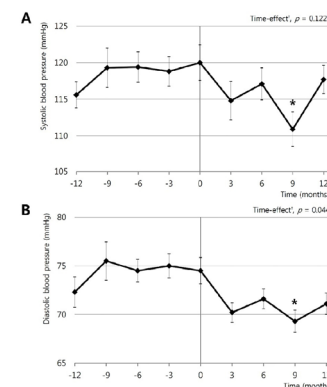 A
Time-effect†, p = 0.122
Systolic blood pressure (mmHg)
125
120
115
110
105
*
-12 -9 -6 -3 0 3 6 9 12
Time (months
B
Time-effect†, p = 0.044
Diastolic blood pressure (mmHg)
80
75
70
65
*
-12 -9 -6 -3 0 3 6 9 1
Time (month